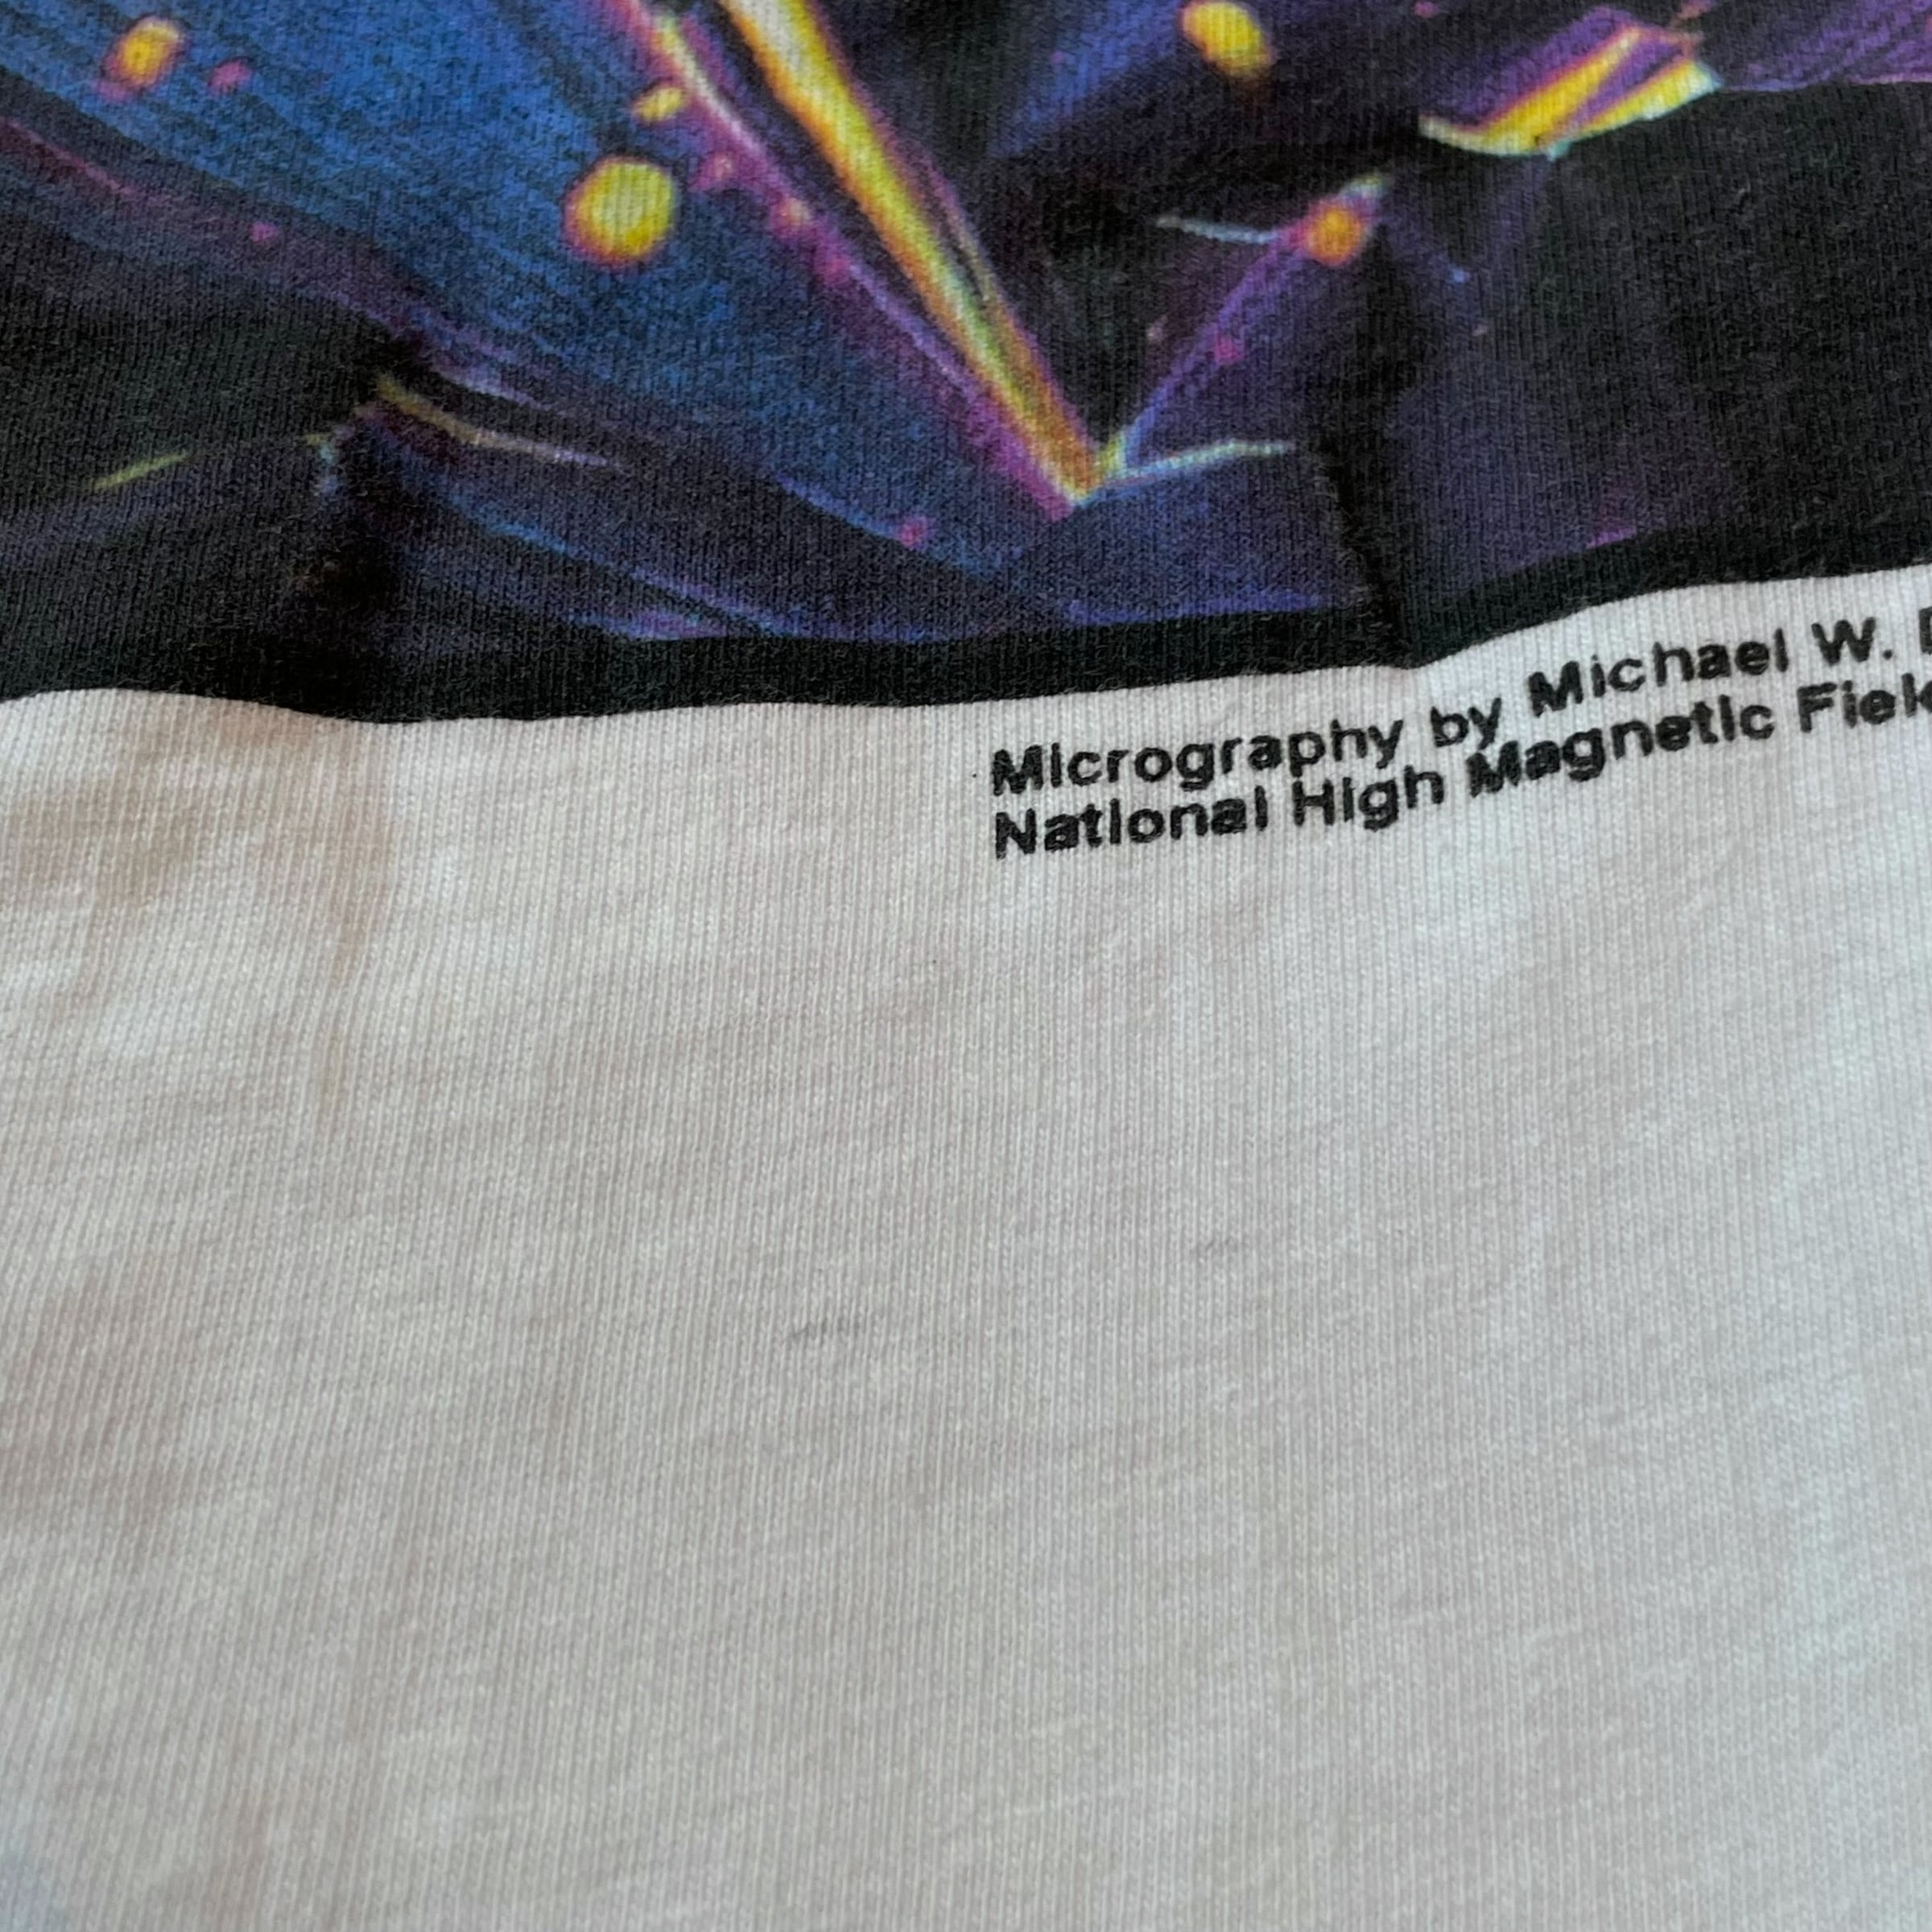 Micrography by Michael W.
National High Magnetic